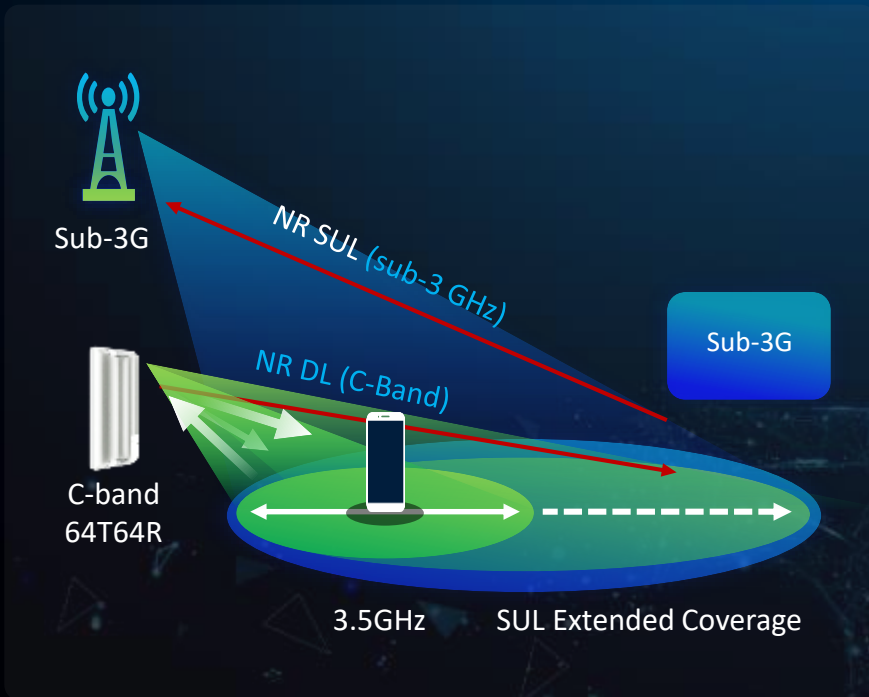 Sub-3G
NR SUL (sub-3 GHz)
Sub-3G
NR DL (C-Band)
C-band
64T64R
3.5GHz
SUL Extended Coverage